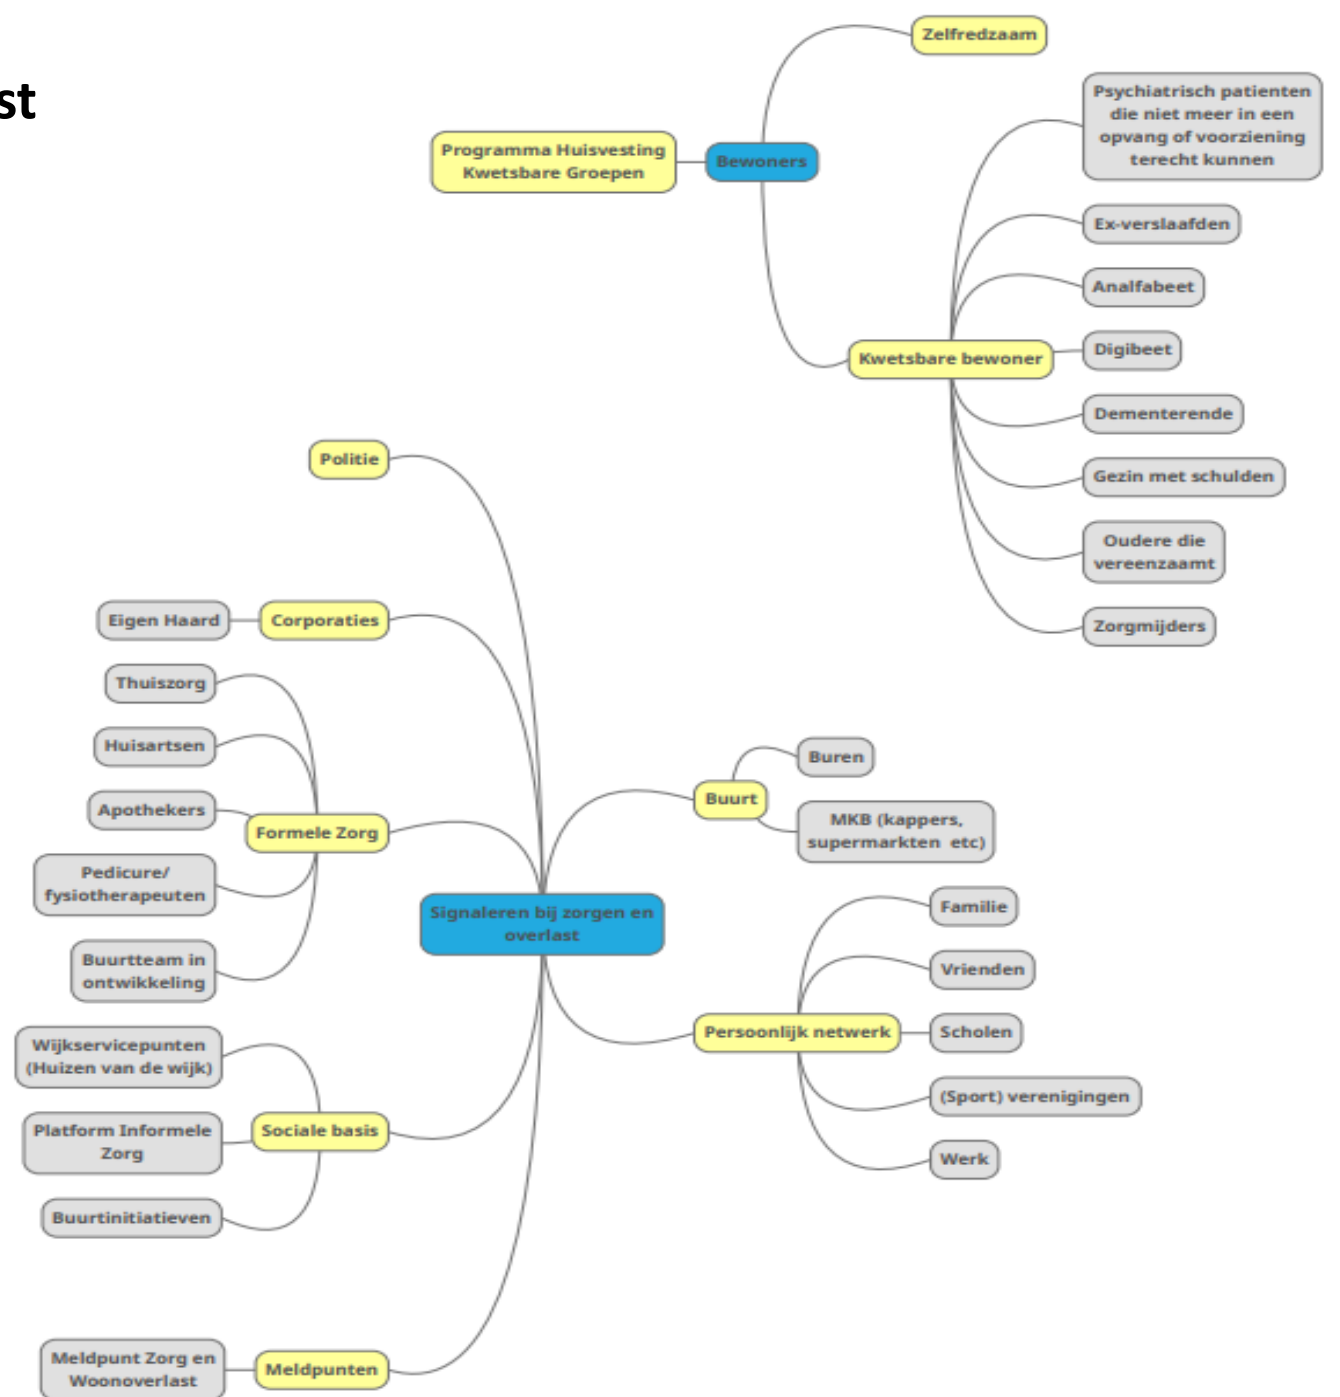 st
Zelfredzaam
Psychiatrisch patienten
die niet meer in een
opvang of voorziening
terecht kunnen
Programma Huisvesting
Kwetsbare Groepen
Bewoners
Ex-verslaafden
Analfabeet
Digibeet
Kwetsbare bewoner
Dementerende
Gezin met schulden
Oudere die
vereenzaamt
Zorgmijders
Politie
Corporaties
Eigen Haard
Thuiszorg
Huisartsen
Apothekers
Formele Zorg
Pedicure/
fysiotherapeuten
Buurtteam in
ontwikkeling
Buren
Buurt
MKB (kappers,
supermarkten etc)
Signaleren bij zorgen en
overlast
Familie
Vrienden
Persoonlijk netwerk
Scholen
(Sport) verenigingen
Werk
Wijkservicepunten
(Huizen van de wijk)
Sociale basis
Platform Informele
Zorg
Buurtinitiatieven
Meldpunten
Meldpunt Zorg en
Woonoverlast